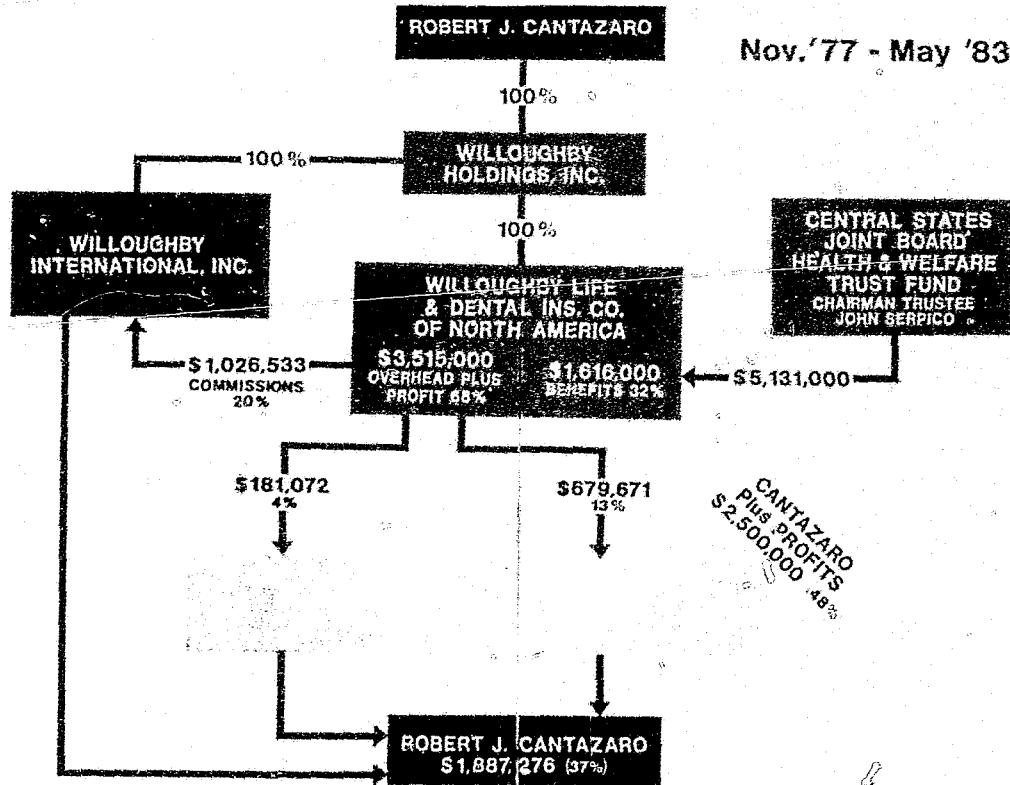 ROBERT J. CANTAZARO
Nov.'77 - May '83
100%
WILLOUGHBY
HOLDINGS, INC.
100%
100%
WILLOUGHBY
INTERNATIONAL, INC.
CENTRAL STATES
JOINT BOARD
HEALTH & WELFARE
TRUST FUND
CHAIRMAN TRUSTEE
JOHN SERPICO
WILLOUGHBY LIFE
& DENTAL INS. CO.
OF NORTH AMERICA
$3,515,000
OVERHEAD PLUS
PROFIT 68%
$1,616,000
BENEFITS 32%
$1,026,533
COMMISSIONS
20%
$5,131,000
$181,072
4%
$679,671
13%
CANTAZARO
Plus PROFITS
$2,500,000 48%
ROBERT J. CANTAZARO
$1,887,276 (37%)